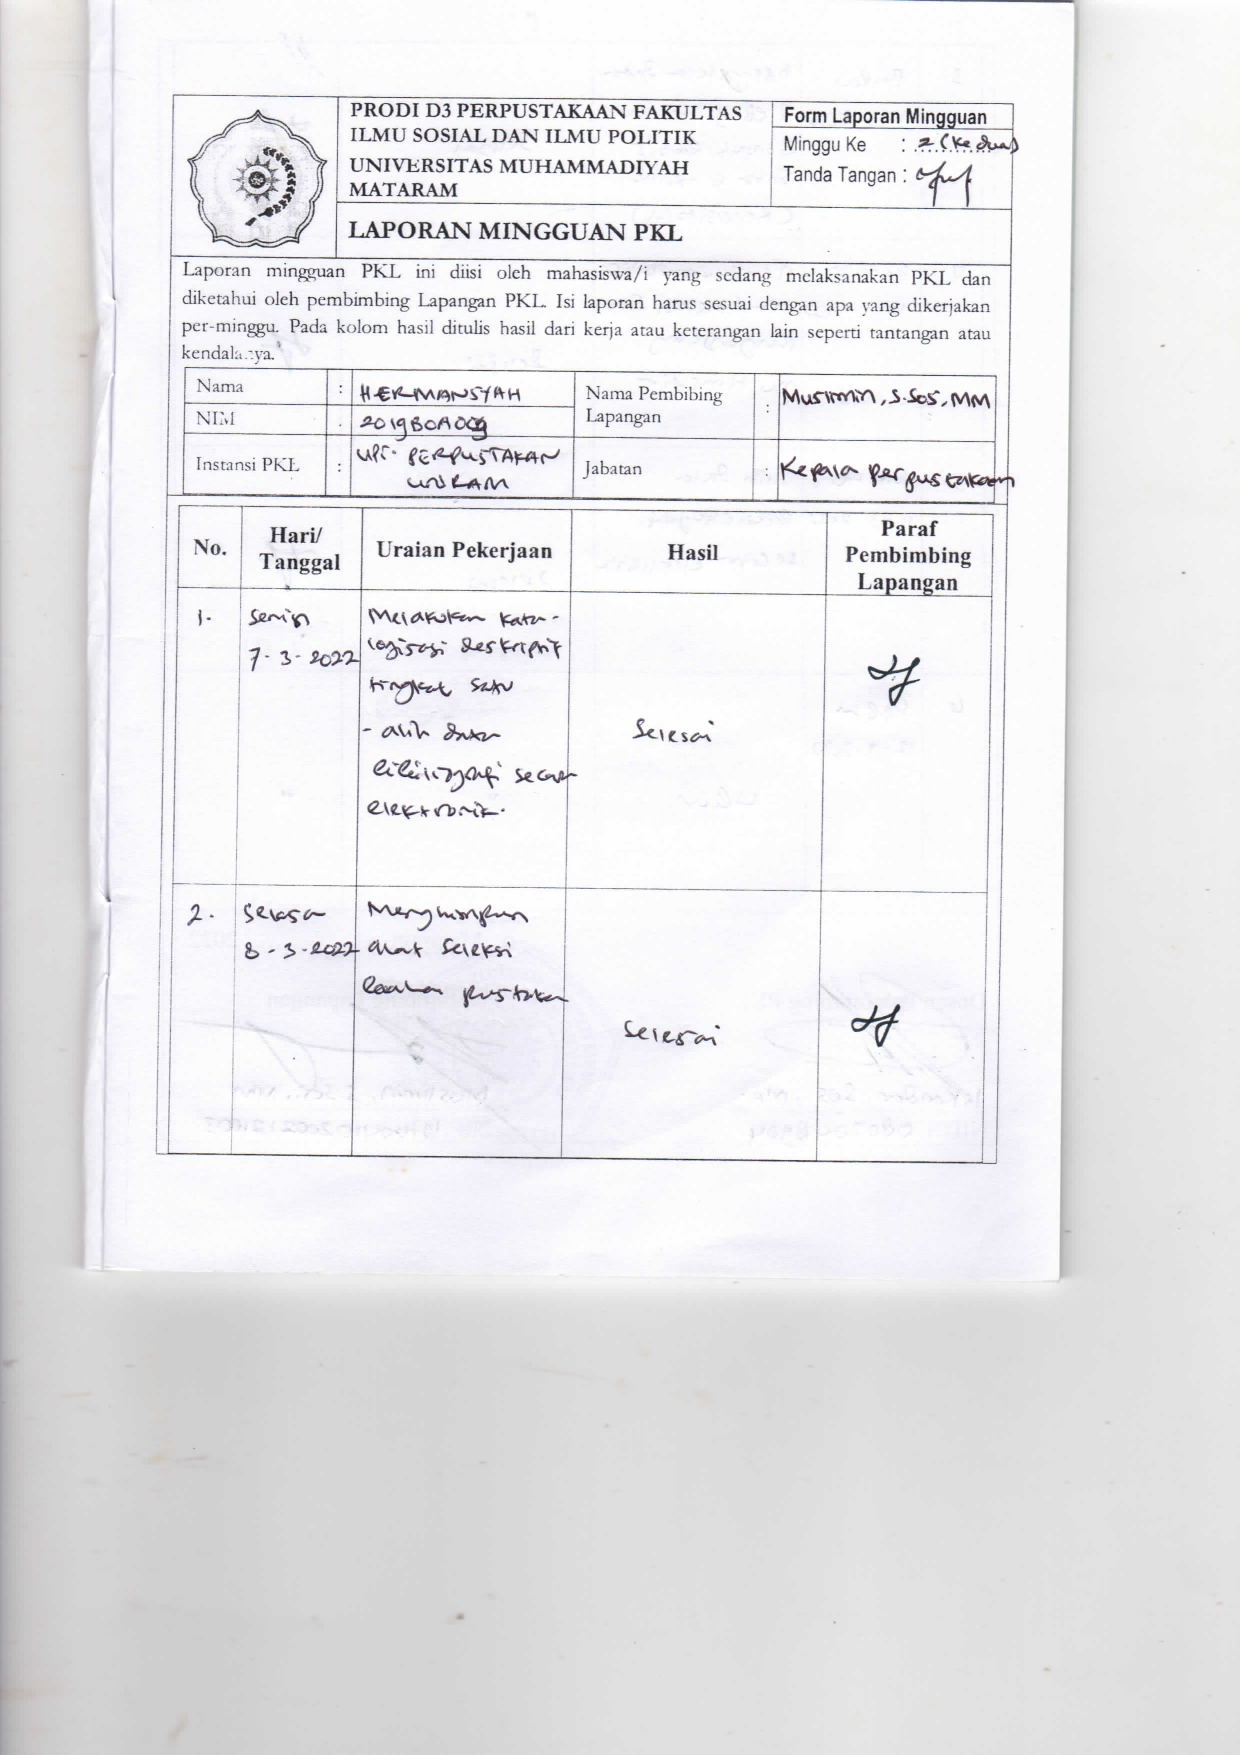 PRODI D3 PERPUSTAKAAN FAKULTAS
ILMU SOSIAL DAN ILMU POLITIK
UNIVERSITAS MUHAMMADIYAH
MATARAM
Form Laporan Mingguan
Minggu Ke : 2 (Ke dua)
Tanda Tangan :
LAPORAN MINGGUAN PKL
Laporan mingguan PKL ini diisi oleh mahasiswa/i yang sedang melaksanakan PKL dan
diketahui oleh pembimbing Lapangan PKL. Isi laporan harus sesuai dengan apa yang dikerjakan
per-minggu. Pada kolom hasil ditulis hasil dari kerja atau keterangan lain seperti tantangan atau
kendalanya.
Nama : HERMANSYAH
NIM : 2019B0A009
Nama Pembibing
Lapangan : Musimin, S.Sos, MM
Instansi PKL : UPT. PERPUSTAKAN
UNRAM
Jabatan : Kepala perpustakaan
No. Hari/
Tanggal Uraian Pekerjaan Hasil Paraf
Pembimbing
Lapangan
1. Senin
7-3-2022
Melakukan kata-
logisasi deskriptif
tingkat satu
- alih data
bibliografi secara
elektronik.
Selesai
2. Selasa
8-3-2022
Menghimpun
alat seleksi
bahan pustaka
Selesai